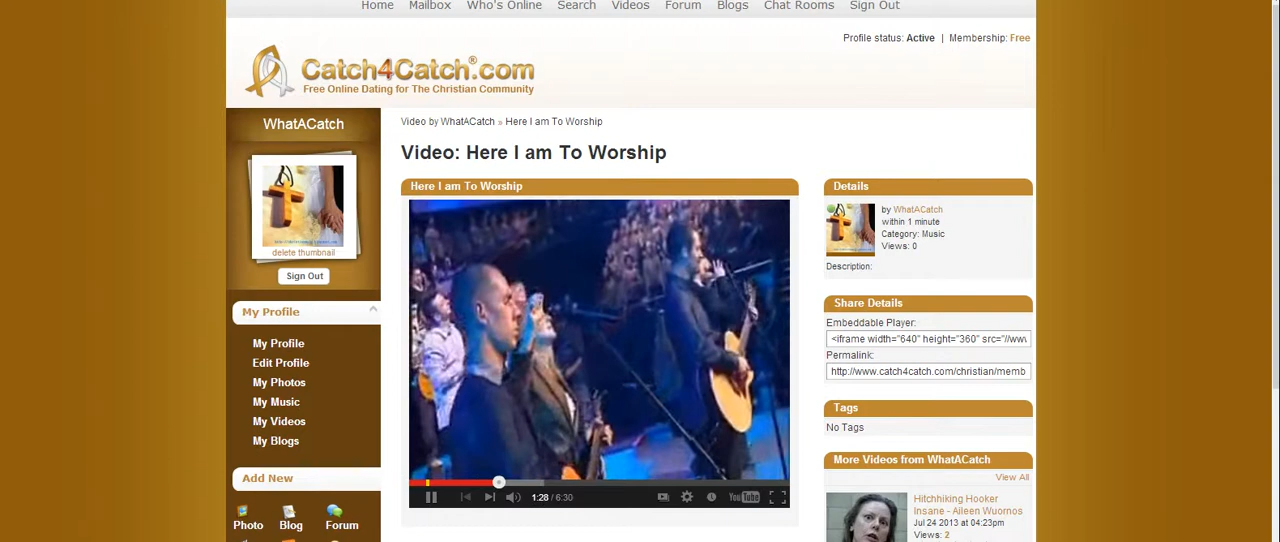 Home Mailbox Who's Online Search Videos Forum Blogs Chat Rooms Sign Out
Profile status: Active | Membership: Free
Catch4Catch®.com
Free Online Dating for The Christian Community
WhatACatch
delete thumbnail
Sign Out
My Profile
My Profile
Edit Profile
My Photos
My Music
My Videos
My Blogs
Add New
Photo Blog Forum
Video by WhatACatch » Here I am To Worship
Video: Here I am To Worship
Here I am To Worship
1:28 / 6:30
YouTube
Details
by WhatACatch
within 1 minute
Category: Music
Views: 0
Description:
Share Details
Embeddable Player:
<iframe width="640" height="360" src="//www
Permalink:
http://www.catch4catch.com/christian/memb
Tags
No Tags
More Videos from WhatACatch
View All
Hitchhiking Hooker
Insane - Aileen Wuornos
Jul 24 2013 at 04:23pm
Views: 2